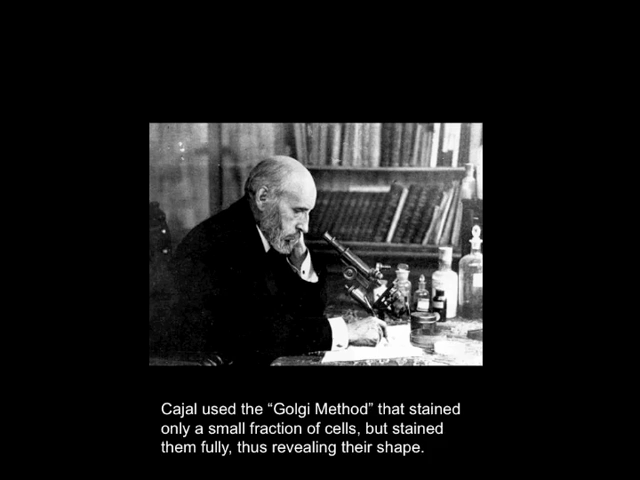 Cajal used the “Golgi Method” that stained
only a small fraction of cells, but stained
them fully, thus revealing their shape.